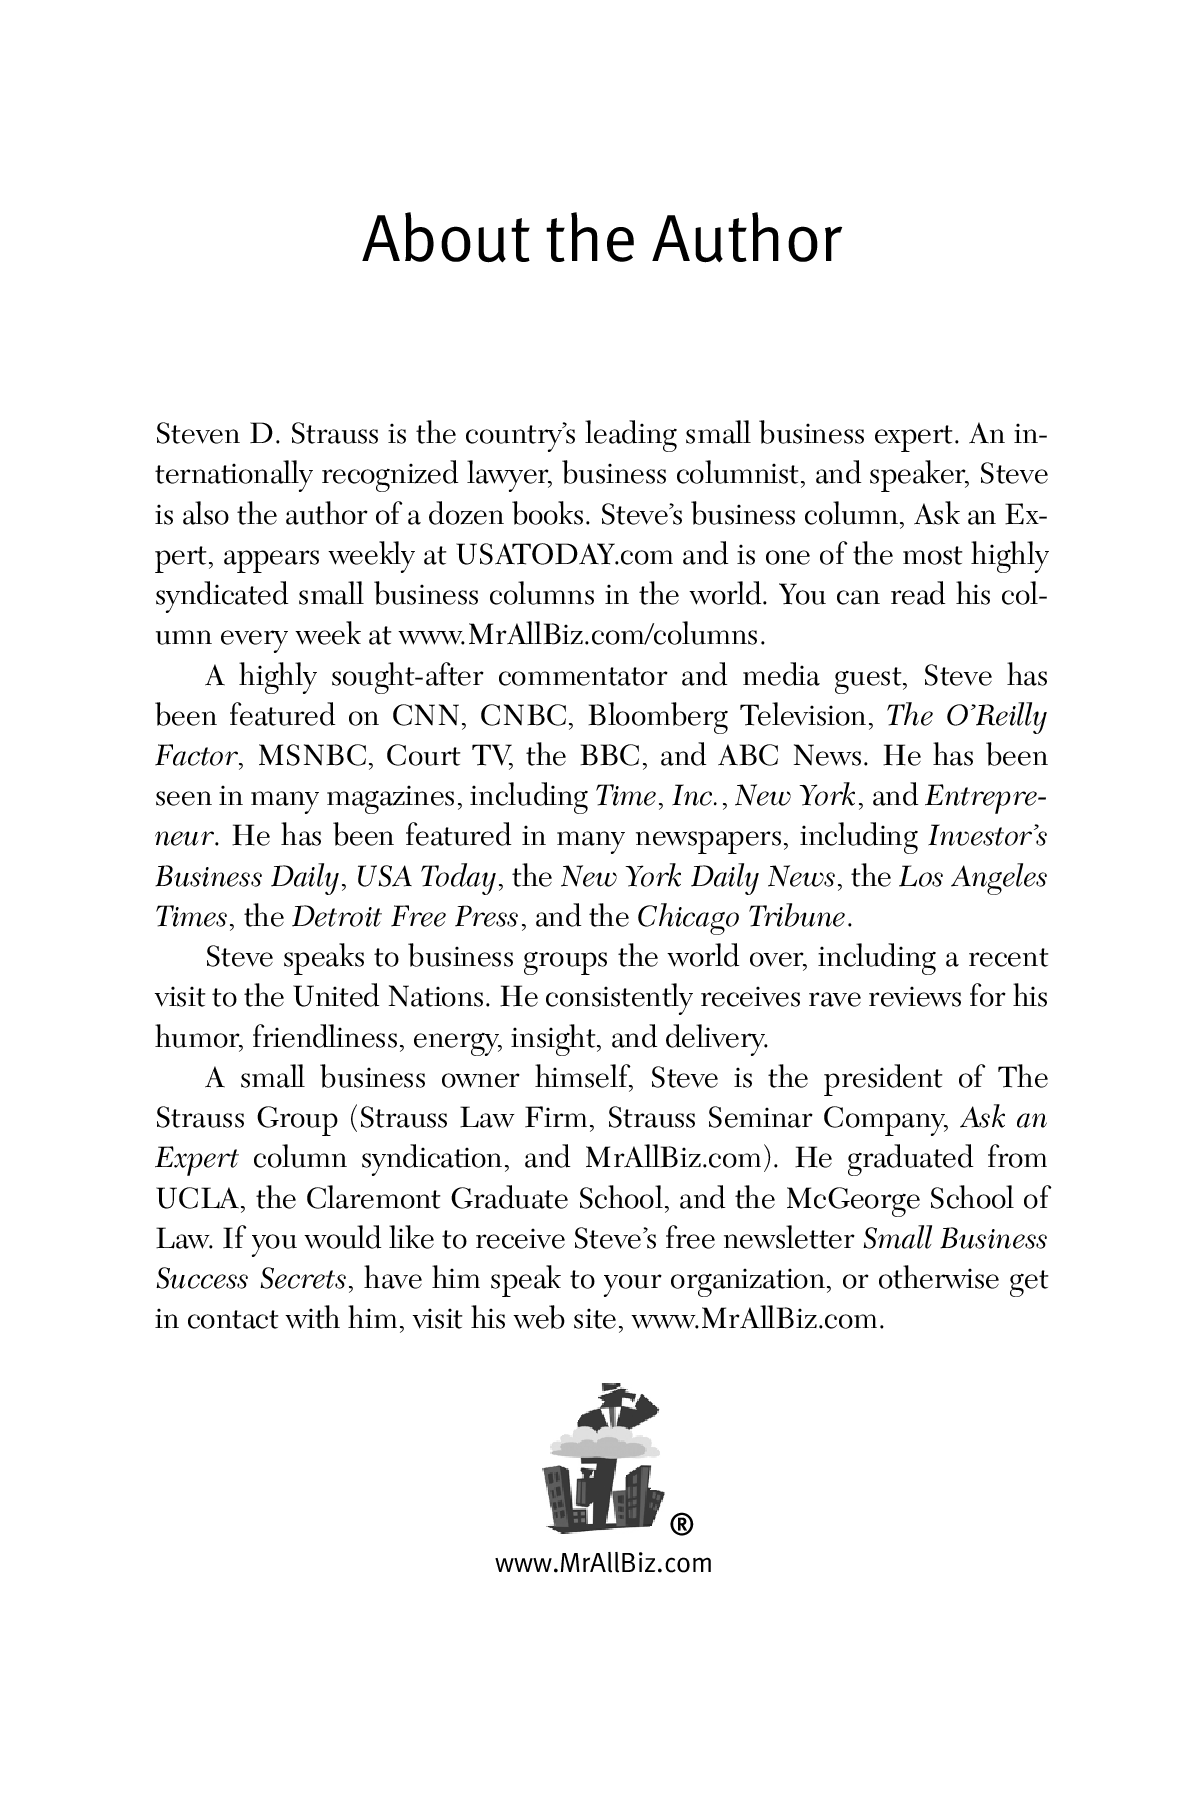 About the Author
Steven D. Strauss is the country’s leading small business expert. An in-
ternationally recognized lawyer, business columnist, and speaker, Steve
is also the author of a dozen books. Steve’s business column, Ask an Ex-
pert, appears weekly at USATODAY.com and is one of the most highly
syndicated small business columns in the world. You can read his col-
umn every week at www.MrAllBiz.com/columns.
A highly sought-after commentator and media guest, Steve has
been featured on CNN, CNBC, Bloomberg Television, The O’Reilly
Factor, MSNBC, Court TV, the BBC, and ABC News. He has been
seen in many magazines, including Time, Inc., New York, and Entrepre-
neur. He has been featured in many newspapers, including Investor’s
Business Daily, USA Today, the New York Daily News, the Los Angeles
Times, the Detroit Free Press, and the Chicago Tribune.
Steve speaks to business groups the world over, including a recent
visit to the United Nations. He consistently receives rave reviews for his
humor, friendliness, energy, insight, and delivery.
A small business owner himself, Steve is the president of The
Strauss Group (Strauss Law Firm, Strauss Seminar Company, Ask an
Expert column syndication, and MrAllBiz.com). He graduated from
UCLA, the Claremont Graduate School, and the McGeorge School of
Law. If you would like to receive Steve’s free newsletter Small Business
Success Secrets, have him speak to your organization, or otherwise get
in contact with him, visit his web site, www.MrAllBiz.com.
®
www.MrAllBiz.com